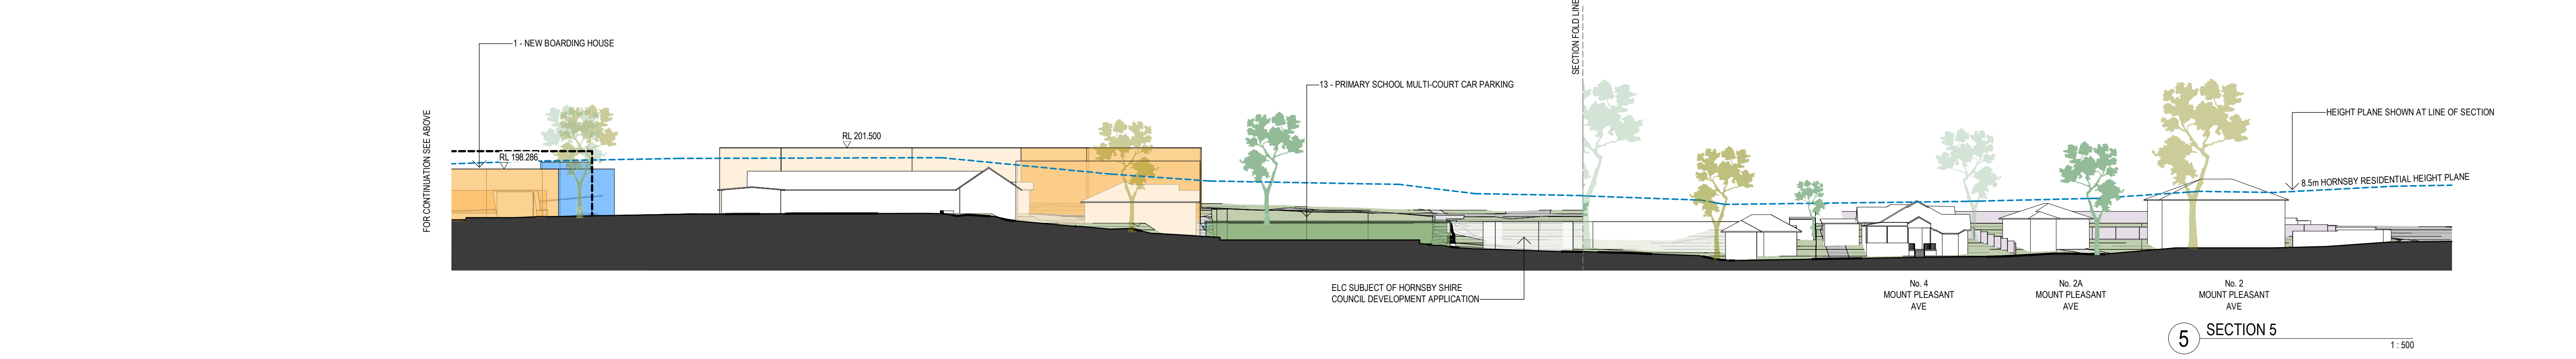 1 - NEW BOARDING HOUSE
FOR CONTINUATION SEE ABOVE
RL 198.286
RL 201.500
13 - PRIMARY SCHOOL MULTI-COURT CAR PARKING
SECTION FOLD LINE
HEIGHT PLANE SHOWN AT LINE OF SECTION
8.5m HORNSBY RESIDENTIAL HEIGHT PLANE
ELC SUBJECT OF HORNSBY SHIRE
COUNCIL DEVELOPMENT APPLICATION
No. 4
MOUNT PLEASANT
AVE
No. 2A
MOUNT PLEASANT
AVE
No. 2
MOUNT PLEASANT
AVE
5
SECTION 5
1 : 500